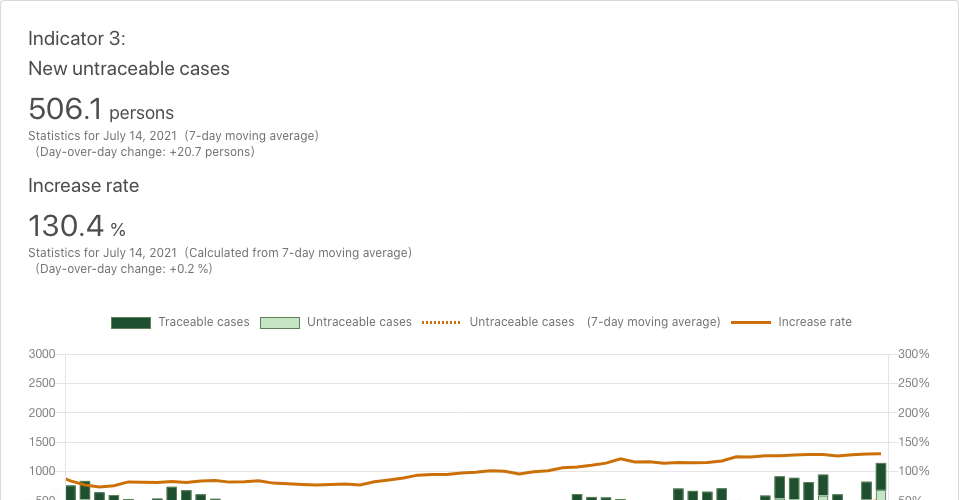 Indicator 3:
New untraceable cases
506.1 persons
Statistics for July 14, 2021 (7-day moving average)
(Day-over-day change: +20.7 persons)
Increase rate
130.4 %
Statistics for July 14, 2021 (Calculated from 7-day moving average)
(Day-over-day change: +0.2 %)
Traceable cases Untraceable cases Untraceable cases (7-day moving average) Increase rate
3000 300%
2500 250%
2000 200%
1500 150%
1000 100%
500 50%